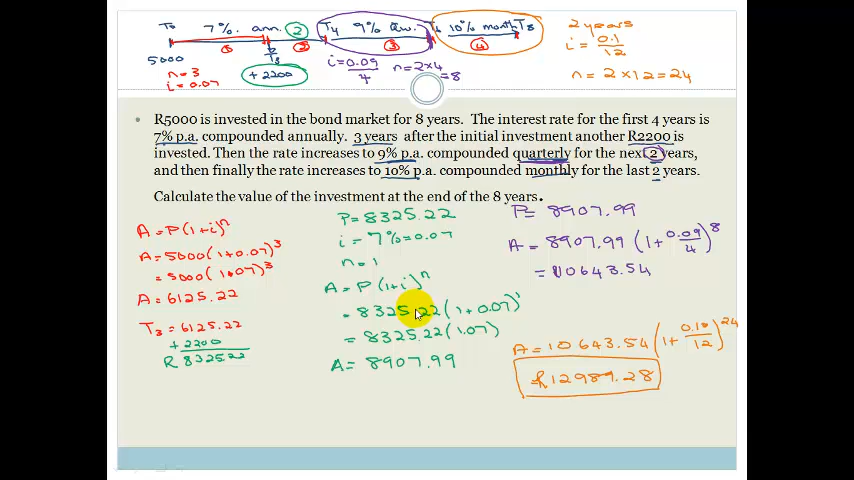 T0 7%. ann. 2 T4 9% Qu. T6 10% month T8
1 2 3 4
5000 T3
+2200
n=3
i=0.07
i=0.09/4 n=2×4
=8
2 years
i = 0.1/12
n = 2×12=24
• R5000 is invested in the bond market for 8 years. The interest rate for the first 4 years is
7% p.a. compounded annually. 3 years after the initial investment another R2200 is
invested. Then the rate increases to 9% p.a. compounded quarterly for the next 2 years,
and then finally the rate increases to 10% p.a. compounded monthly for the last 2 years.
Calculate the value of the investment at the end of the 8 years.
A = P(1+i)^n
A = 5000(1+0.07)^3
= 5000(1.07)^3
A = 6125.22
T3 = 6125.22
+ 2200
R 8325.22
P = 8325.22
i = 7% = 0.07
n = 1
A = P(1+i)^n
= 8325.22(1+0.07)^1
= 8325.22(1.07)
A = 8907.99
P = 8907.99
A = 8907.99(1+0.09/4)^8
= 10643.54
A = 10643.54(1+0.10/12)^24
R12989.28